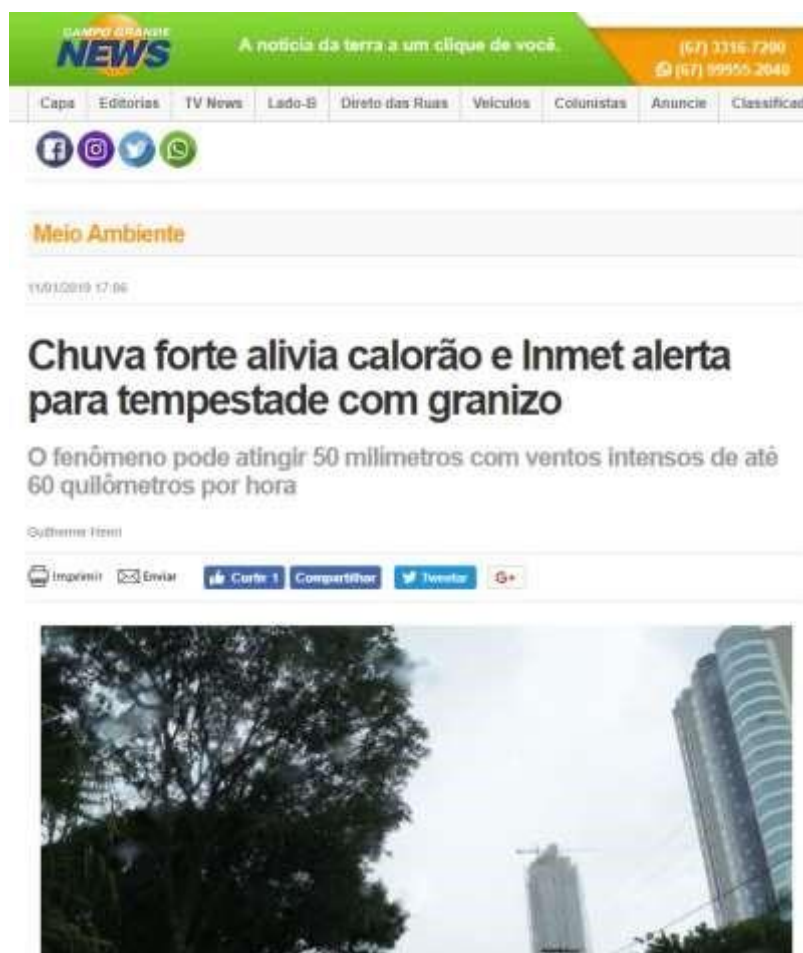 CAMPO GRANDE
NEWS
A notícia da terra a um clique de você.
(67) 3316-7200
(67) 99955-2040
Capa Editorias TV News Lado-B Direto das Ruas Veículos Colunistas Anuncie Classificad
Meio Ambiente
11/01/2019 17:06
Chuva forte alivia calorão e Inmet alerta
para tempestade com granizo
O fenômeno pode atingir 50 milímetros com ventos intensos de até
60 quilômetros por hora
Guilherme Henri
Imprimir Enviar Curtir 1 Compartilhar Tweetar G+